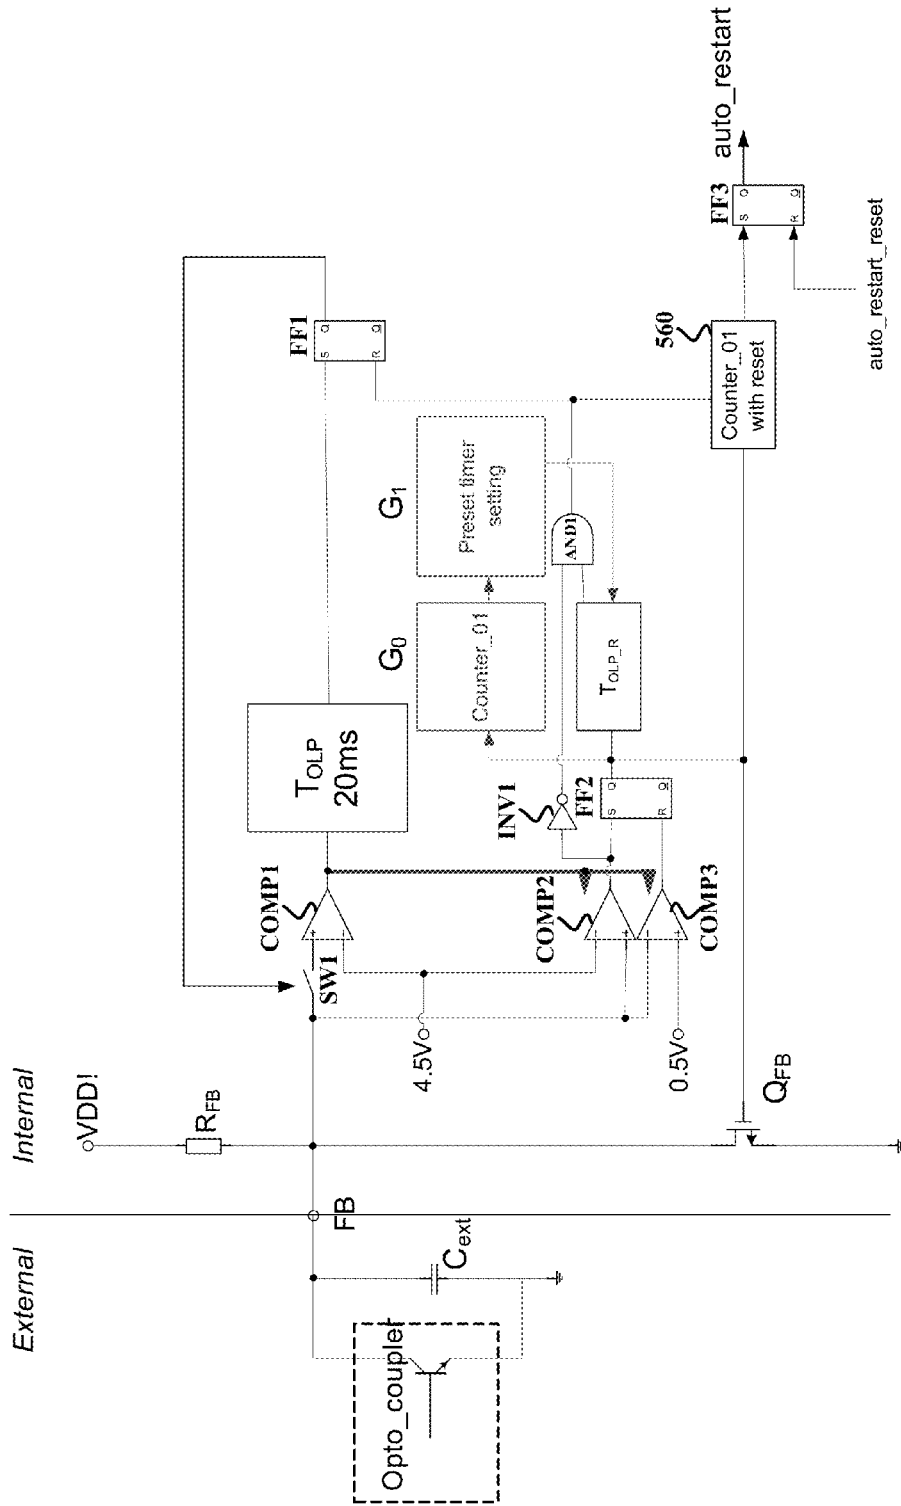 External
Internal
Opto_coupler
Cext
FB
VDD!
RFB
QFB
4.5V
0.5V
SW1
COMP1
COMP2
COMP3
TOLP
20ms
INV1
FF2
S
Q
R
Q
G0
Counter_01
G1
Preset timer
setting
AND1
TOLP_R
FF1
S
Q
R
Q
560
Counter_01
with reset
FF3
S
Q
R
Q
auto_restart
auto_restart_reset